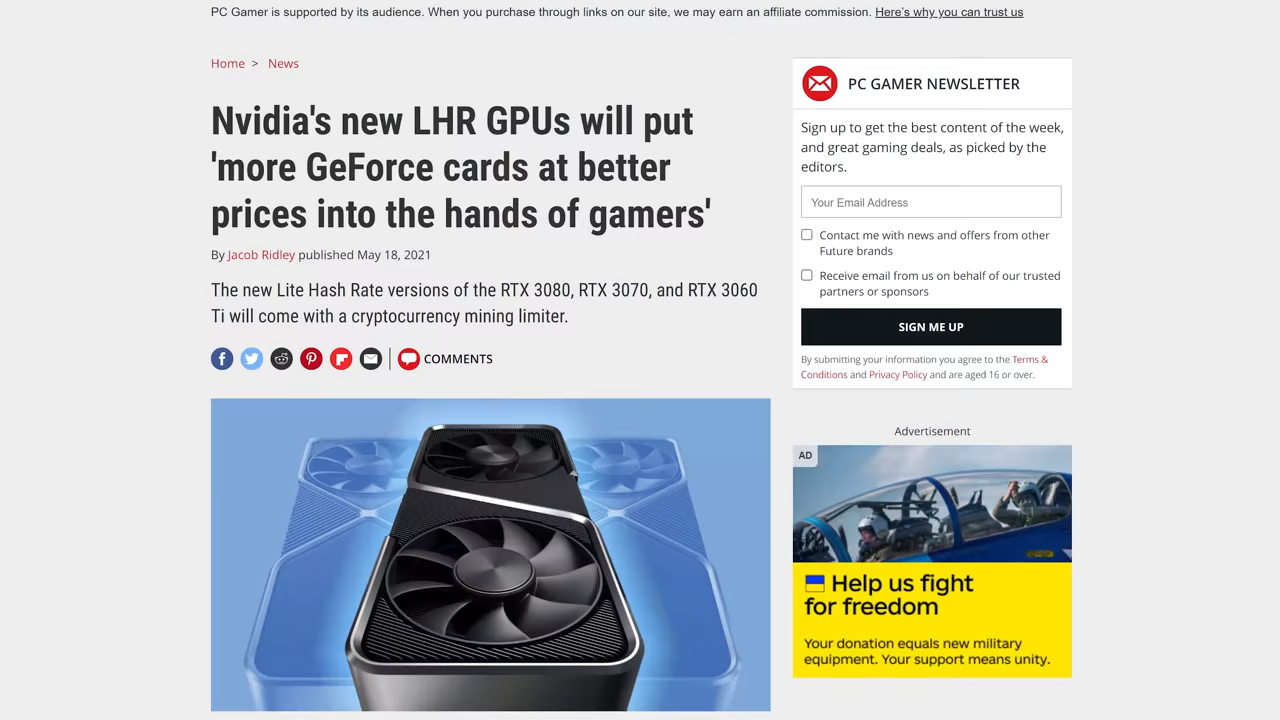 PC Gamer is supported by its audience. When you purchase through links on our site, we may earn an affiliate commission. Here's why you can trust us
Home > News
Nvidia's new LHR GPUs will put
'more GeForce cards at better
prices into the hands of gamers'
By Jacob Ridley published May 18, 2021
The new Lite Hash Rate versions of the RTX 3080, RTX 3070, and RTX 3060
Ti will come with a cryptocurrency mining limiter.
COMMENTS
PC GAMER NEWSLETTER
Sign up to get the best content of the week,
and great gaming deals, as picked by the
editors.
Your Email Address
Contact me with news and offers from other
Future brands
Receive email from us on behalf of our trusted
partners or sponsors
SIGN ME UP
By submitting your information you agree to the Terms &
Conditions and Privacy Policy and are aged 16 or over.
Advertisement
AD
Help us fight
for freedom
Your donation equals new military
equipment. Your support means unity.